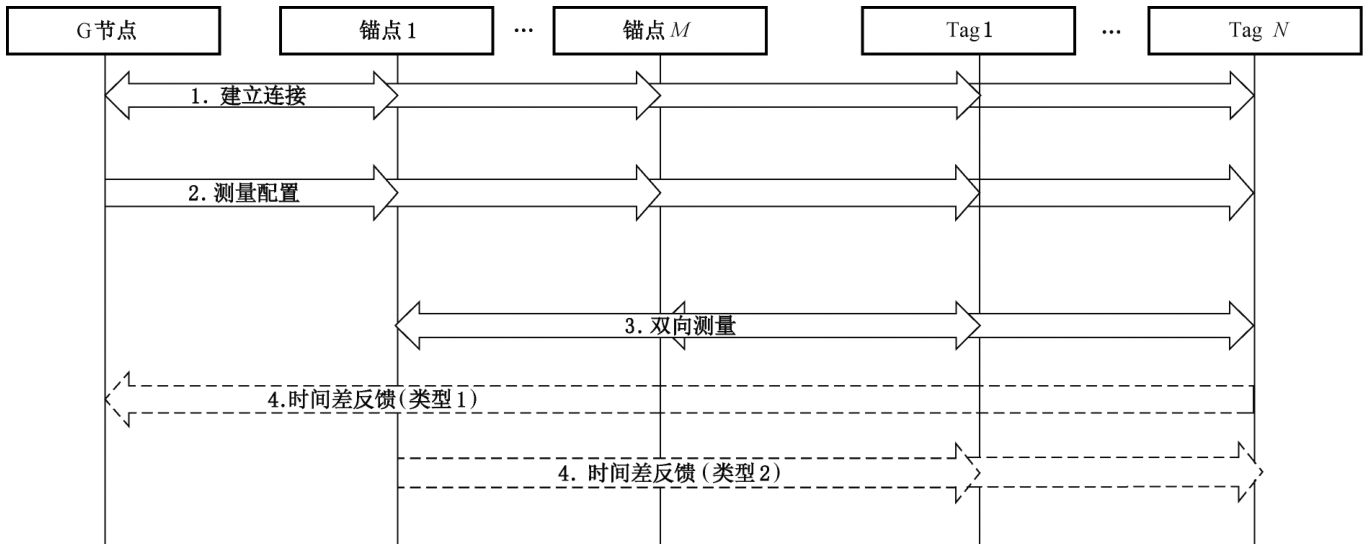 G节点 锚点1 … 锚点M Tag1 … Tag N
1. 建立连接
2. 测量配置
3. 双向测量
4.时间差反馈(类型1)
4. 时间差反馈(类型2)